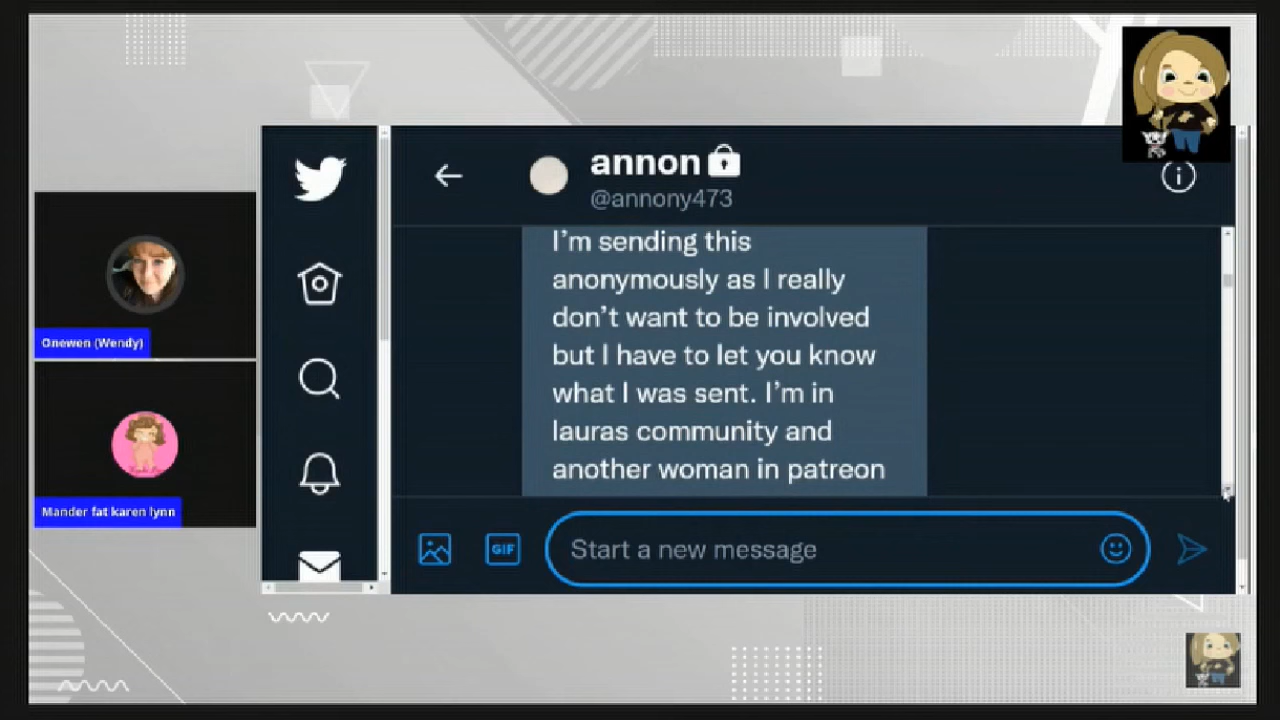 annon
@annony473
I'm sending this
anonymously as I really
don't want to be involved
but I have to let you know
what I was sent. I'm in
lauras community and
another woman in patreon
Onewen (Wendy)
Mander fat karen lynn
GIF
Start a new message